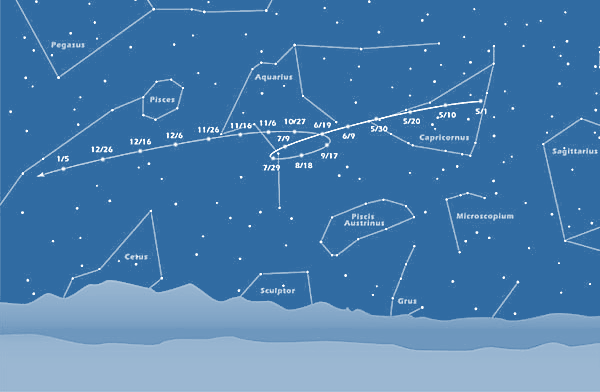 Pegasus
Aquarius
Pisces
Capricornus
Sagittarius
5/1
5/10
5/20
5/30
6/9
6/19
7/9
7/29
8/18
9/17
10/27
11/6
11/16
11/26
12/6
12/16
12/26
1/5
Piscis
Austrinus
Microscopium
Cetus
Sculptor
Grus